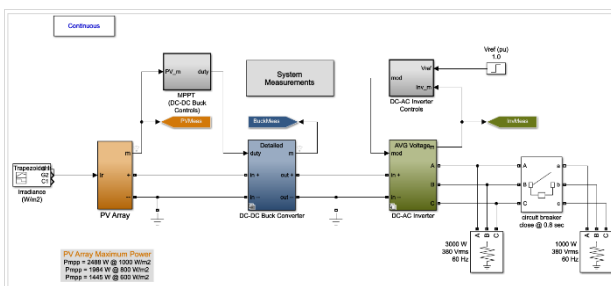 Continuous
PV_m
duty
MPPT
(DC-DC Buck
Controls)
System
Measurements
mod
Vref
Inv_m
DC-AC Inverter
Controls
Vref (pu)
1.0
PVMeas
BuckMeas
InvMeas
Irradiance
(W/m2)
G2
C1
Ir
m
+
-
PV Array
Detailed
duty
m
In +
out +
In -
out -
DC-DC Buck Converter
AVG Voltage
m
mod
In +
In -
A
B
C
DC-AC Inverter
A
B
C
a
b
c
circuit breaker
close @ 0.8 sec
A
B
C
3000 W
380 Vrms
60 Hz
A
B
C
1000 W
380 Vrms
60 Hz
PV Array Maximum Power
Pmpp = 2488 W @ 1000 W/m2
Pmpp = 1984 W @ 800 W/m2
Pmpp = 1445 W @ 600 W/m2